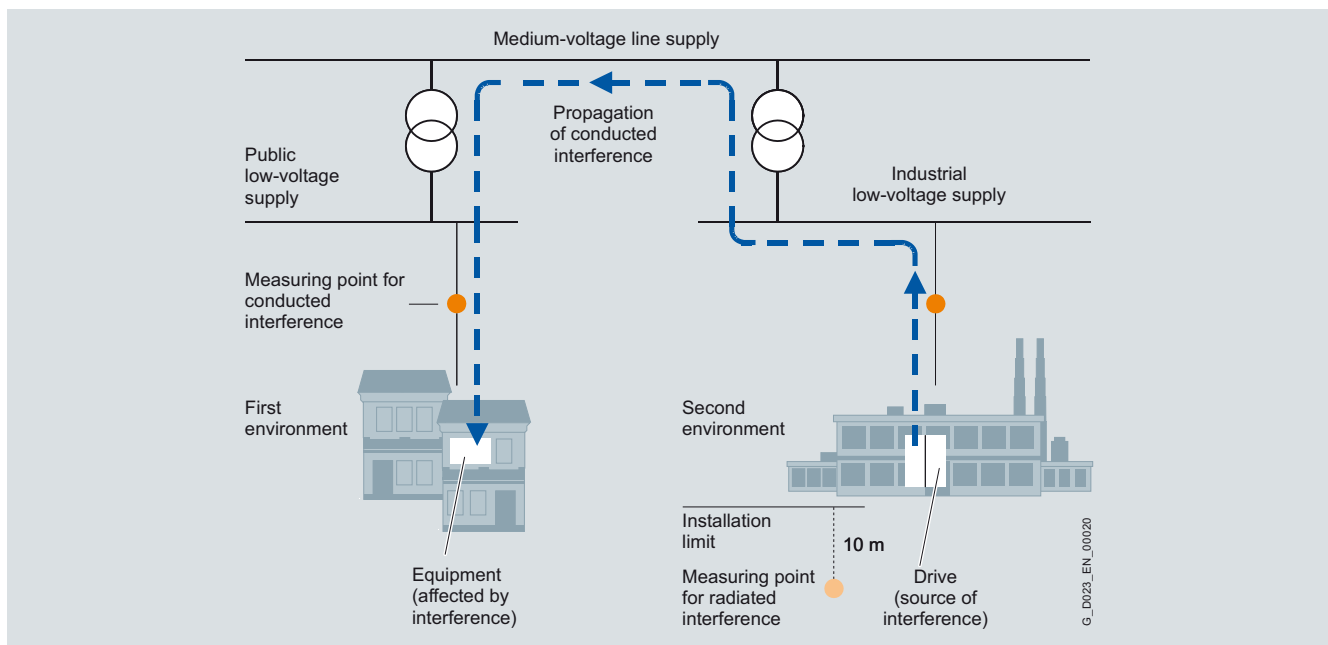 Medium-voltage line supply
Propagation
of conducted
interference
Public
low-voltage
supply
Industrial
low-voltage supply
Measuring point for
conducted
interference
First
environment
Second
environment
Installation
limit
10 m
Equipment
(affected by
interference)
Measuring point
for radiated
interference
Drive
(source of
interference)
G_D023_EN_00020